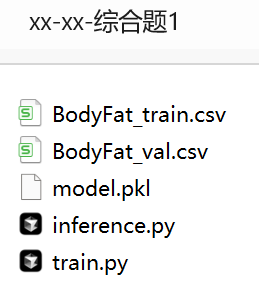 xx-xx-综合题1
BodyFat_train.csv
BodyFat_val.csv
model.pkl
inference.py
train.py